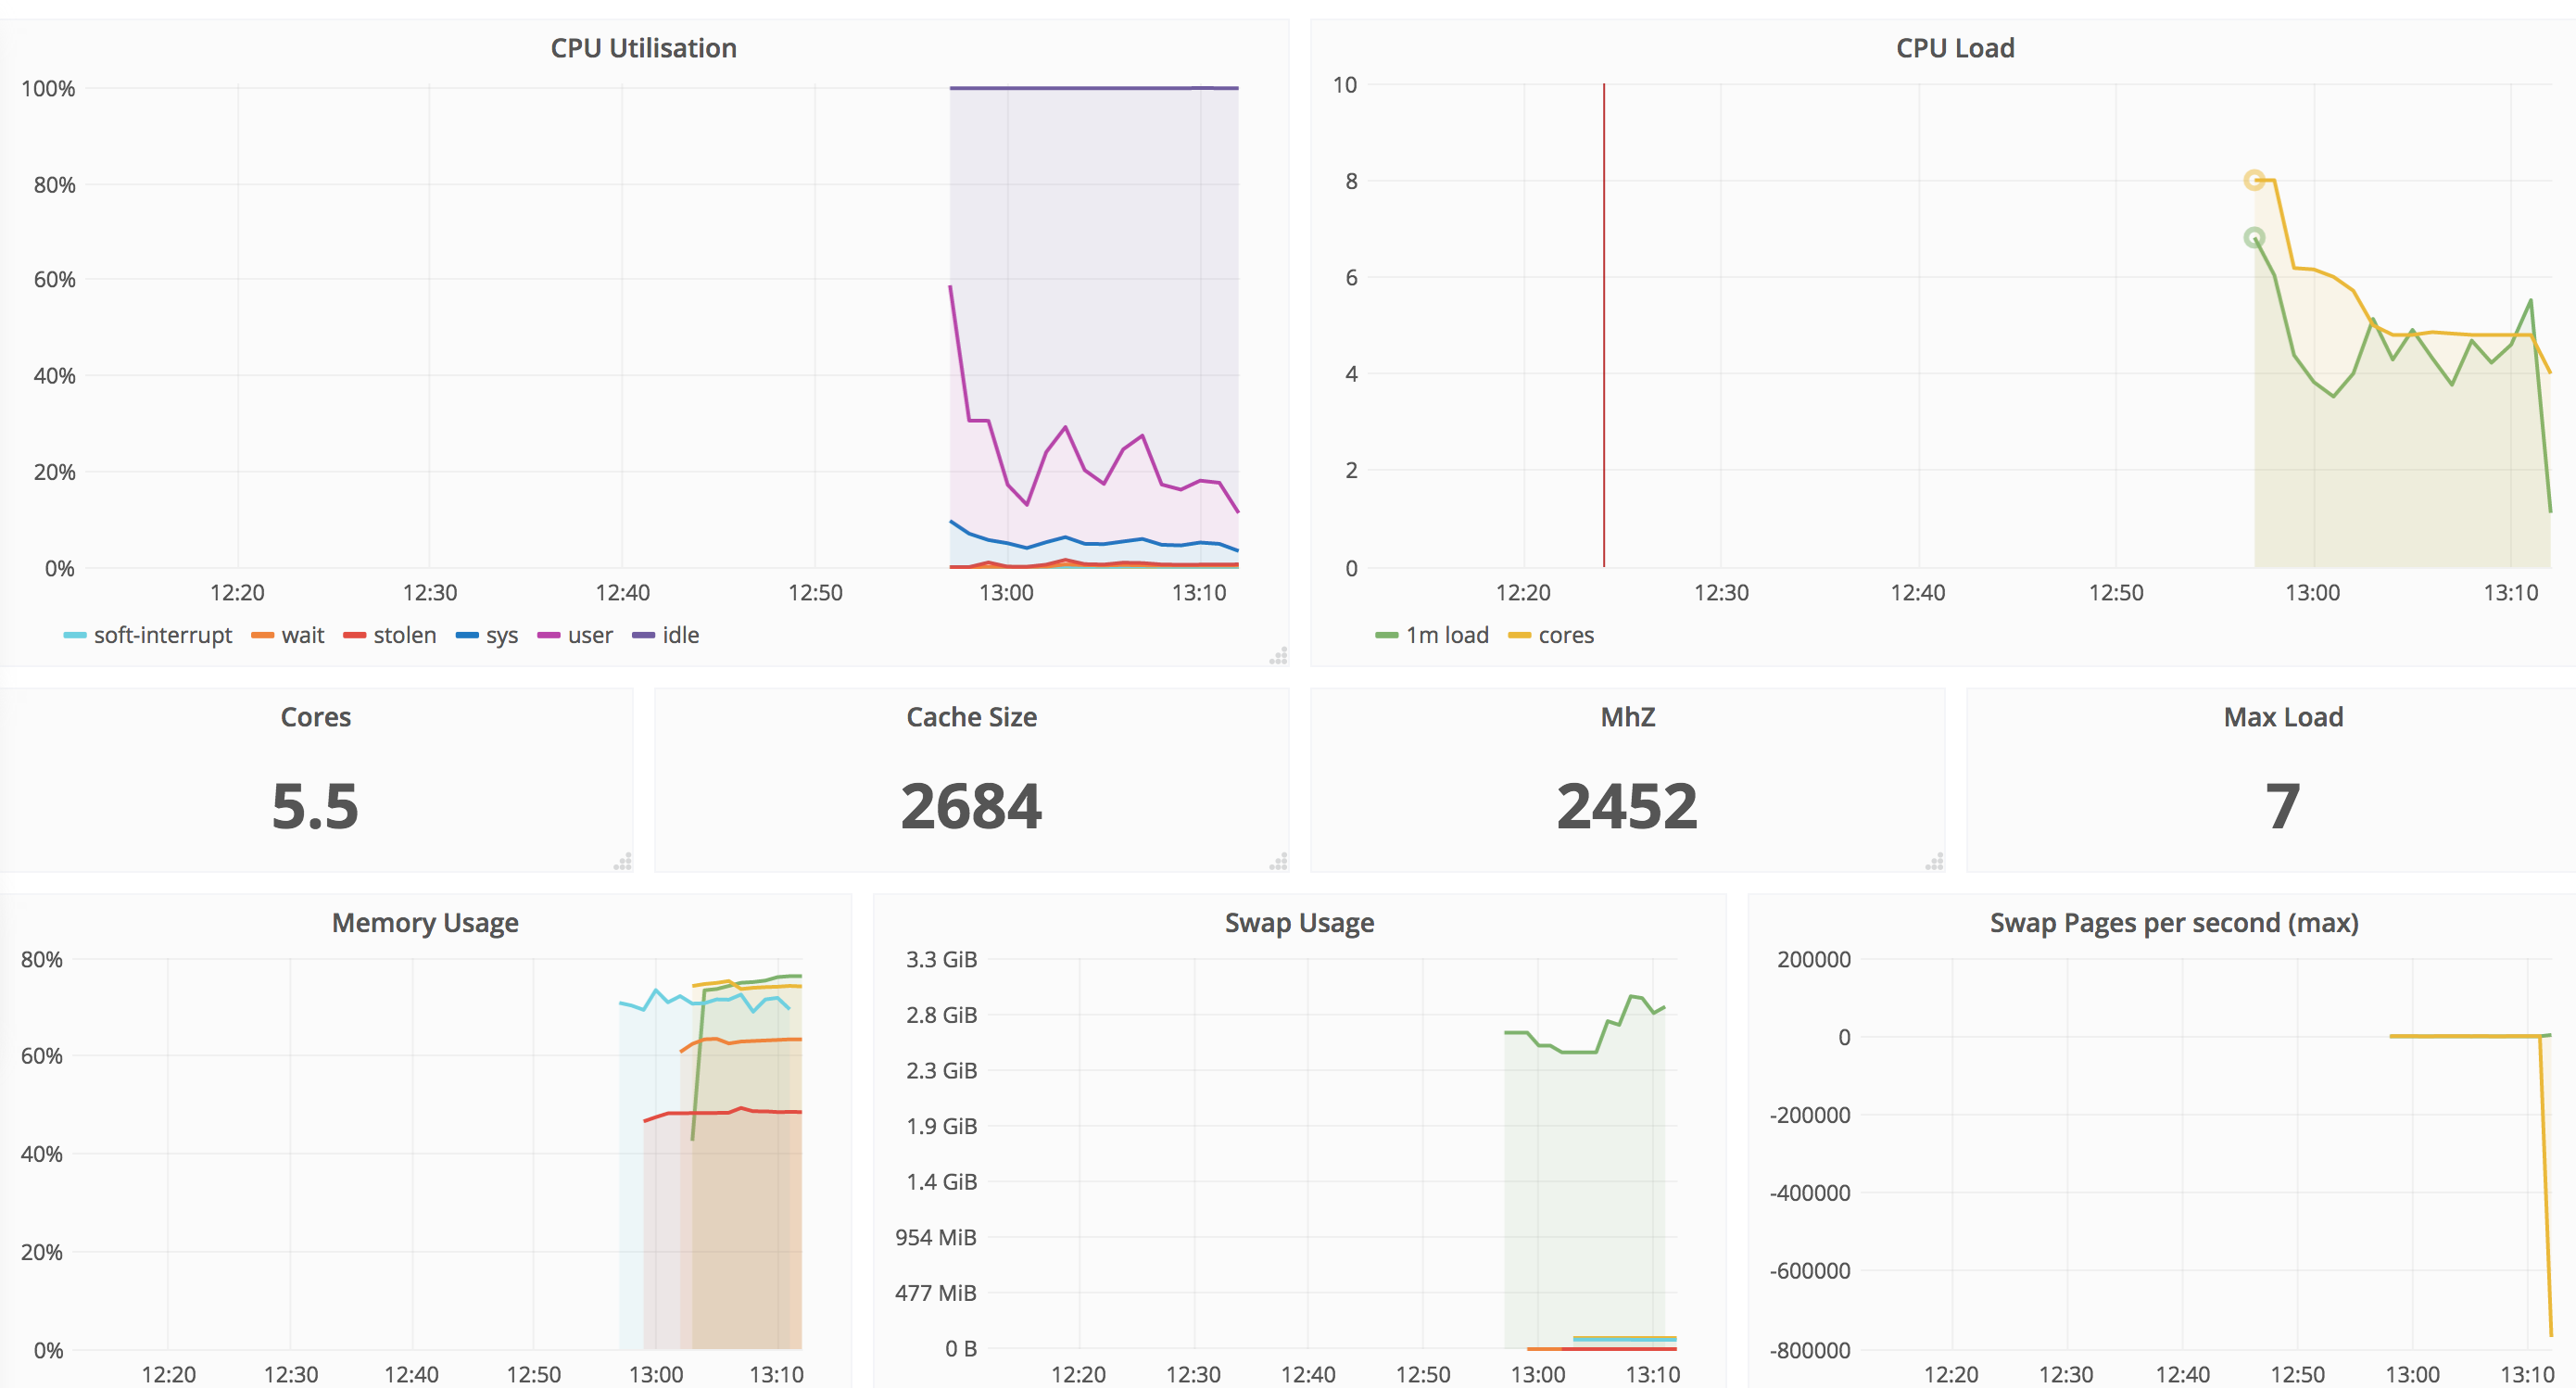 CPU Utilisation
100%
80%
60%
40%
20%
0%
12:20 12:30 12:40 12:50 13:00 13:10
soft-interrupt wait stolen sys user idle
CPU Load
10
8
6
4
2
0
12:20 12:30 12:40 12:50 13:00 13:10
1m load cores
Cores
5.5
Cache Size
2684
MhZ
2452
Max Load
7
Memory Usage
80%
60%
40%
20%
0%
12:20 12:30 12:40 12:50 13:00 13:10
Swap Usage
3.3 GiB
2.8 GiB
2.3 GiB
1.9 GiB
1.4 GiB
954 MiB
477 MiB
0 B
12:20 12:30 12:40 12:50 13:00 13:10
Swap Pages per second (max)
200000
0
-200000
-400000
-600000
-800000
12:20 12:30 12:40 12:50 13:00 13:10